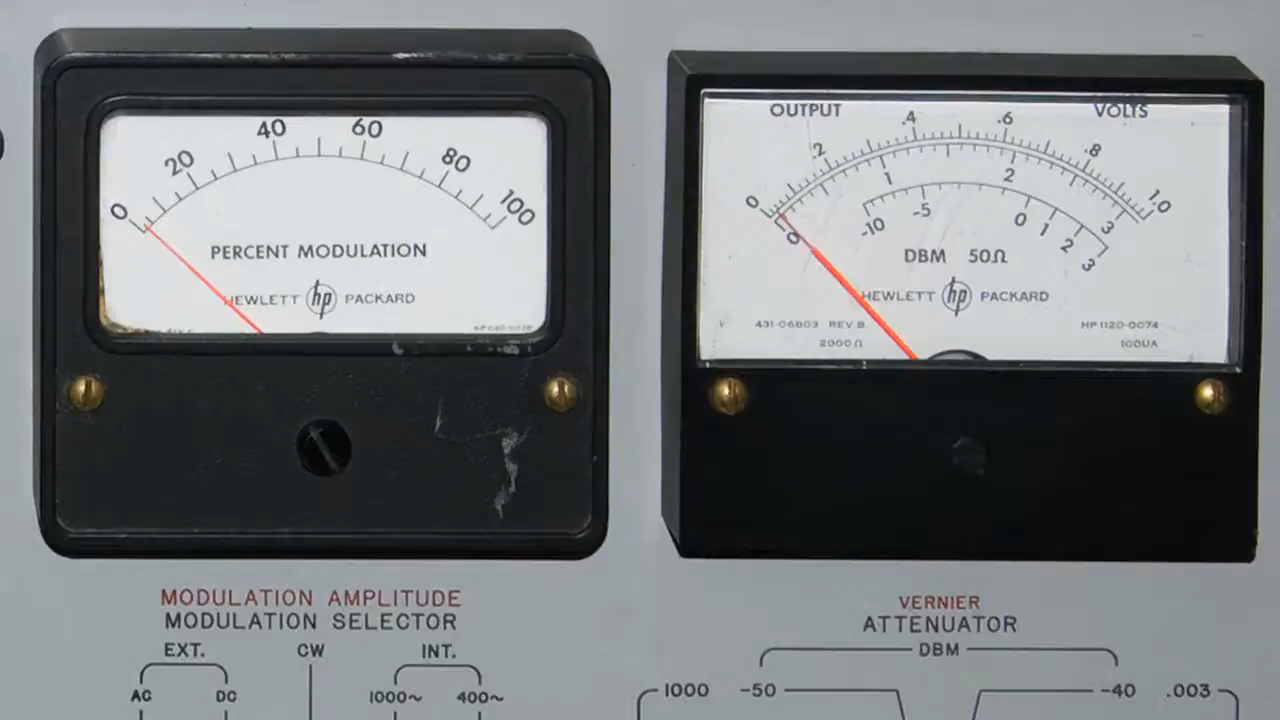 0 20 40 60 80 100
PERCENT MODULATION
HEWLETT hp PACKARD
OUTPUT VOLTS
0 .2 .4 .6 .8 1.0
0 1 2 3
-10 -5 0 1 2 3
DBM 50Ω
HEWLETT hp PACKARD
431-06803 REV.B. HP 1120-0074
2000Ω 100UA
MODULATION AMPLITUDE
MODULATION SELECTOR
EXT. CW INT.
AC DC 1000~ 400~
VERNIER
ATTENUATOR
DBM
1000 -50 -40 .003